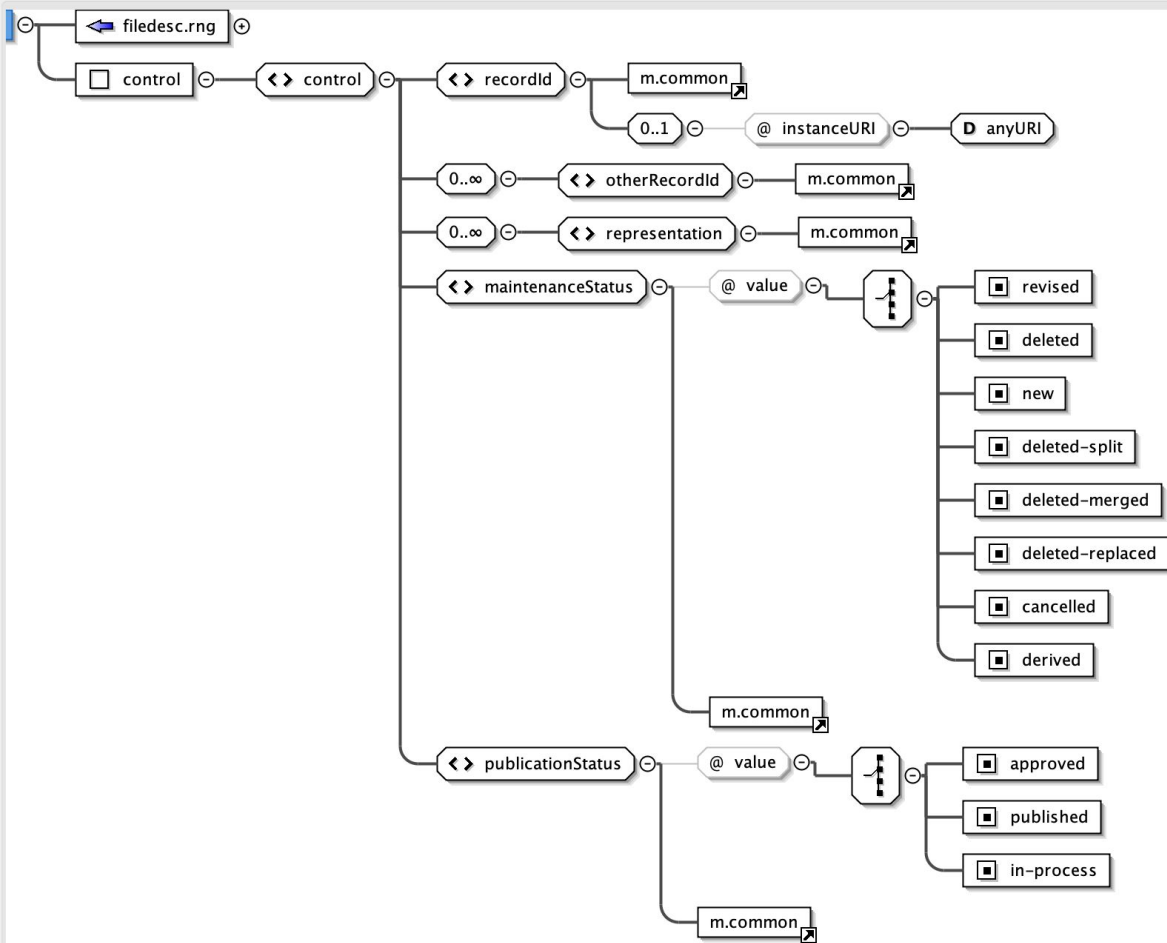 filedesc.rng
control
control
recordId
m.common
0..1
@ instanceURI
D anyURI
0..∞
otherRecordId
m.common
0..∞
representation
m.common
maintenanceStatus
@ value
revised
deleted
new
deleted-split
deleted-merged
deleted-replaced
cancelled
derived
m.common
publicationStatus
@ value
approved
published
in-process
m.common